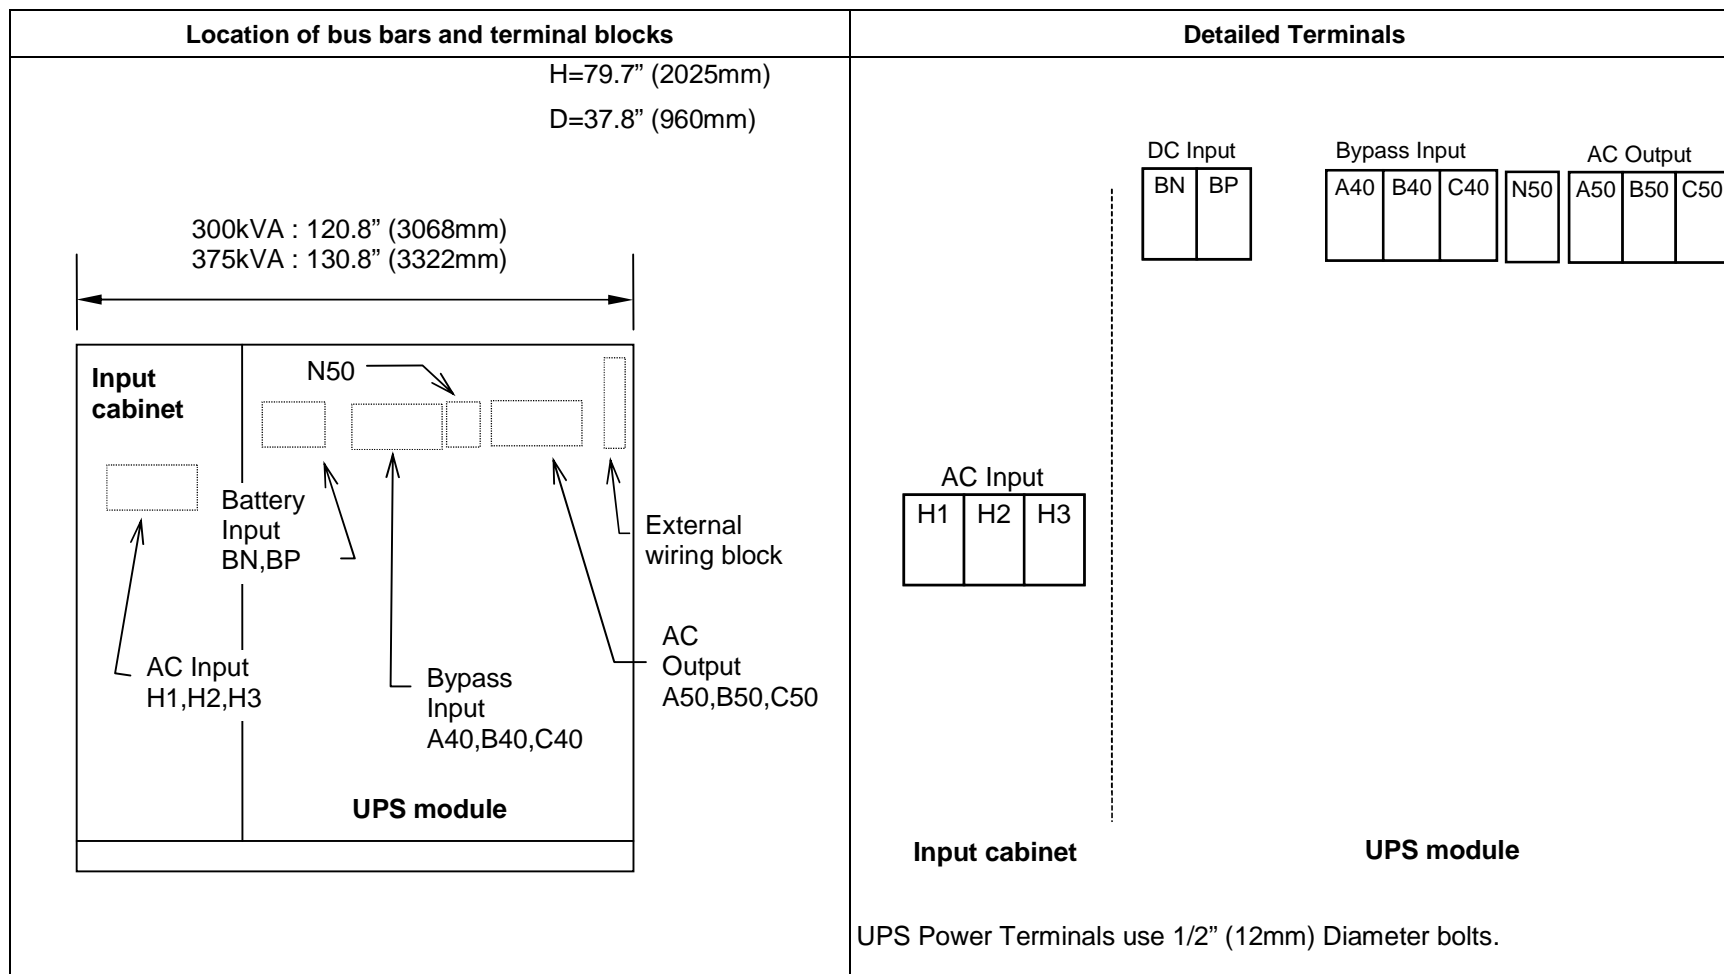 Location of bus bars and terminal blocks
H=79.7” (2025mm)
D=37.8” (960mm)
300kVA : 120.8” (3068mm)
375kVA : 130.8” (3322mm)
Input
cabinet
N50
Battery
Input
BN,BP
External
wiring block
AC Input
H1,H2,H3
Bypass
Input
A40,B40,C40
AC
Output
A50,B50,C50
UPS module
Detailed Terminals
DC Input
BN BP
Bypass Input
A40 B40 C40
N50
AC Output
A50 B50 C50
AC Input
H1 H2 H3
Input cabinet
UPS module
UPS Power Terminals use 1/2” (12mm) Diameter bolts.